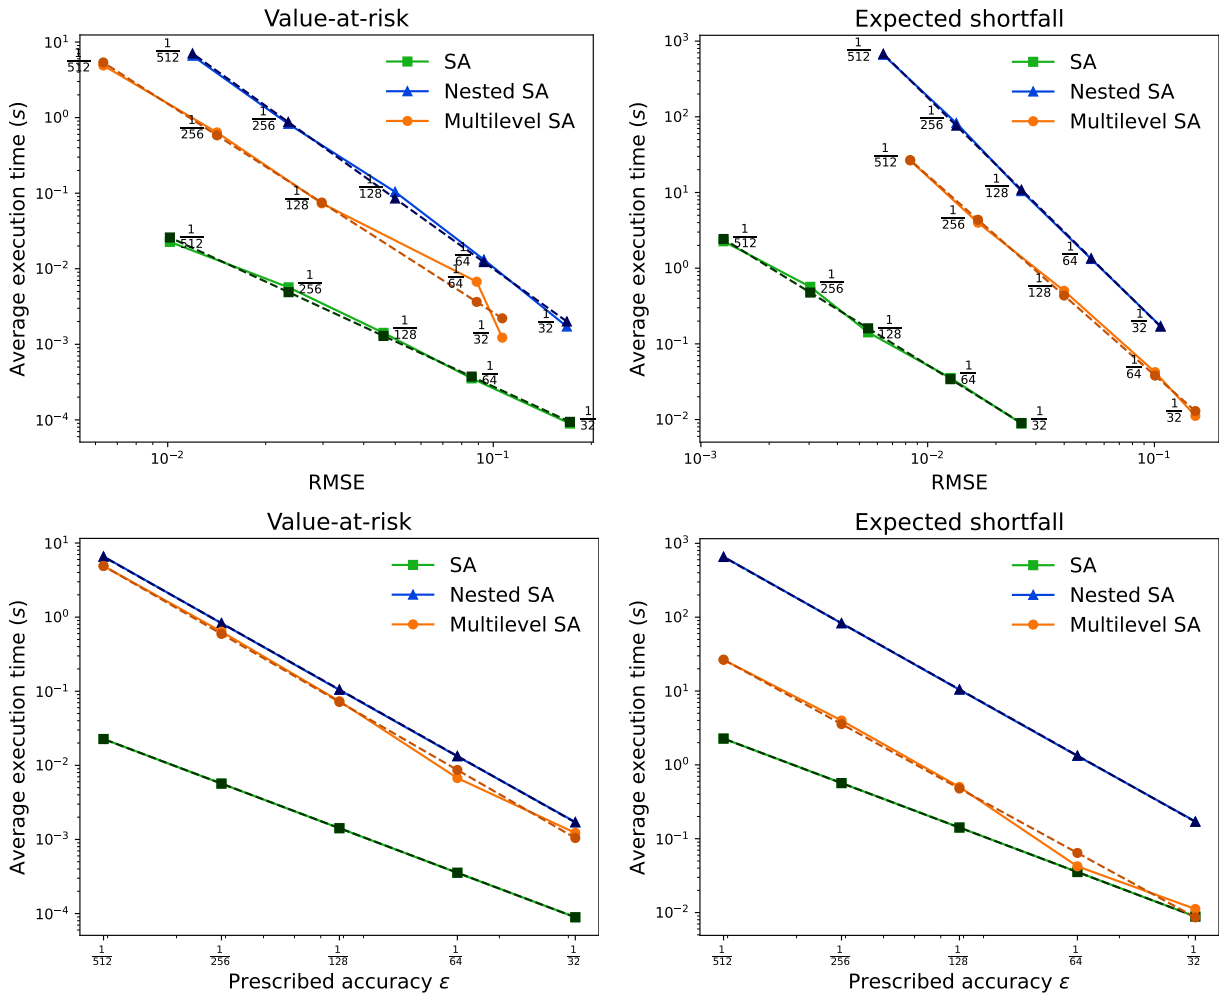 Value-at-risk
10^1
10^0
10^-1
10^-2
10^-3
10^-4
Average execution time (s)
SA
Nested SA
Multilevel SA
1/512
1/512
1/256
1/256
1/128
1/128
1/64
1/64
1/32
1/32
1/512
1/256
1/128
1/64
1/32
10^-2
10^-1
RMSE
Expected shortfall
10^3
10^2
10^1
10^0
10^-1
10^-2
Average execution time (s)
SA
Nested SA
Multilevel SA
1/512
1/256
1/512
1/128
1/256
1/64
1/128
1/32
1/64
1/32
1/512
1/256
1/128
1/64
1/32
10^-3
10^-2
10^-1
RMSE
Value-at-risk
10^1
10^0
10^-1
10^-2
10^-3
10^-4
Average execution time (s)
SA
Nested SA
Multilevel SA
1/512
1/256
1/128
1/64
1/32
Prescribed accuracy ε
Expected shortfall
10^3
10^2
10^1
10^0
10^-1
10^-2
Average execution time (s)
SA
Nested SA
Multilevel SA
1/512
1/256
1/128
1/64
1/32
Prescribed accuracy ε